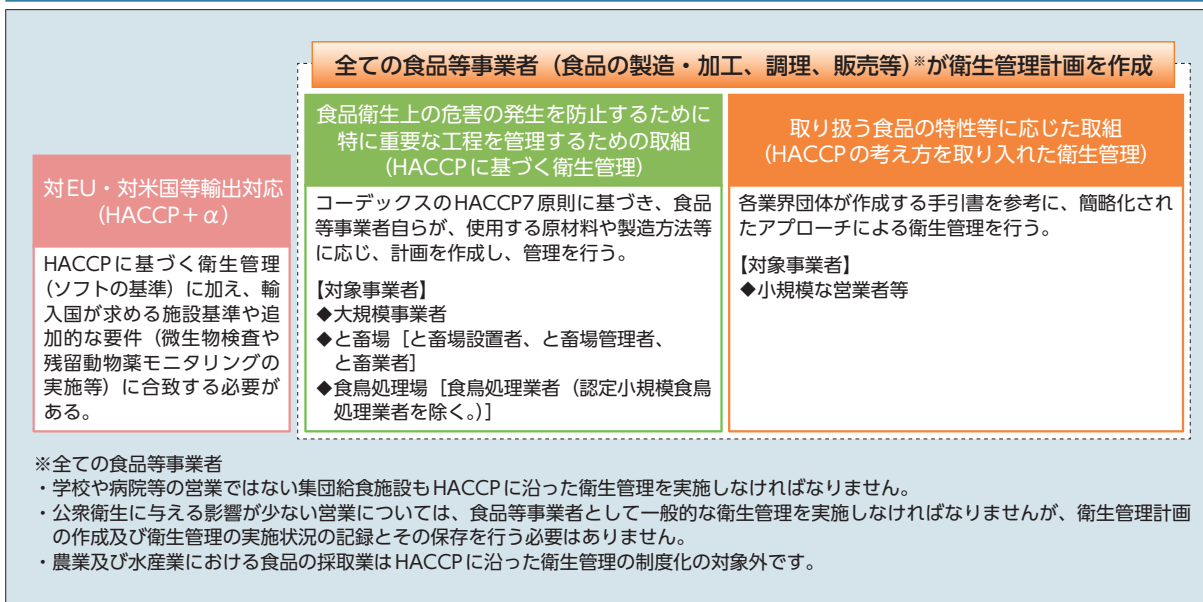 全ての食品等事業者（食品の製造・加工、調理、販売等）※が衛生管理計画を作成
対EU・対米国等輸出対応
（HACCP＋α）
HACCPに基づく衛生管理
（ソフトの基準）に加え、輸
入国が求める施設基準や追
加的な要件（微生物検査や
残留動物薬モニタリングの
実施等）に合致する必要が
ある。
食品衛生上の危害の発生を防止するために
特に重要な工程を管理するための取組
（HACCPに基づく衛生管理）
コーデックスのHACCP7原則に基づき、食品
等事業者自らが、使用する原材料や製造方法等
に応じ、計画を作成し、管理を行う。
【対象事業者】
◆大規模事業者
◆と畜場［と畜場設置者、と畜場管理者、
と畜業者］
◆食鳥処理場［食鳥処理業者（認定小規模食鳥
処理業者を除く。）］
取り扱う食品の特性等に応じた取組
（HACCPの考え方を取り入れた衛生管理）
各業界団体が作成する手引書を参考に、簡略化され
たアプローチによる衛生管理を行う。
【対象事業者】
◆小規模な営業者等
※全ての食品等事業者
・学校や病院等の営業ではない集団給食施設もHACCPに沿った衛生管理を実施しなければなりません。
・公衆衛生に与える影響が少ない営業については、食品等事業者として一般的な衛生管理を実施しなければなりませんが、衛生管理計画
の作成及び衛生管理の実施状況の記録とその保存を行う必要はありません。
・農業及び水産業における食品の採取業はHACCPに沿った衛生管理の制度化の対象外です。